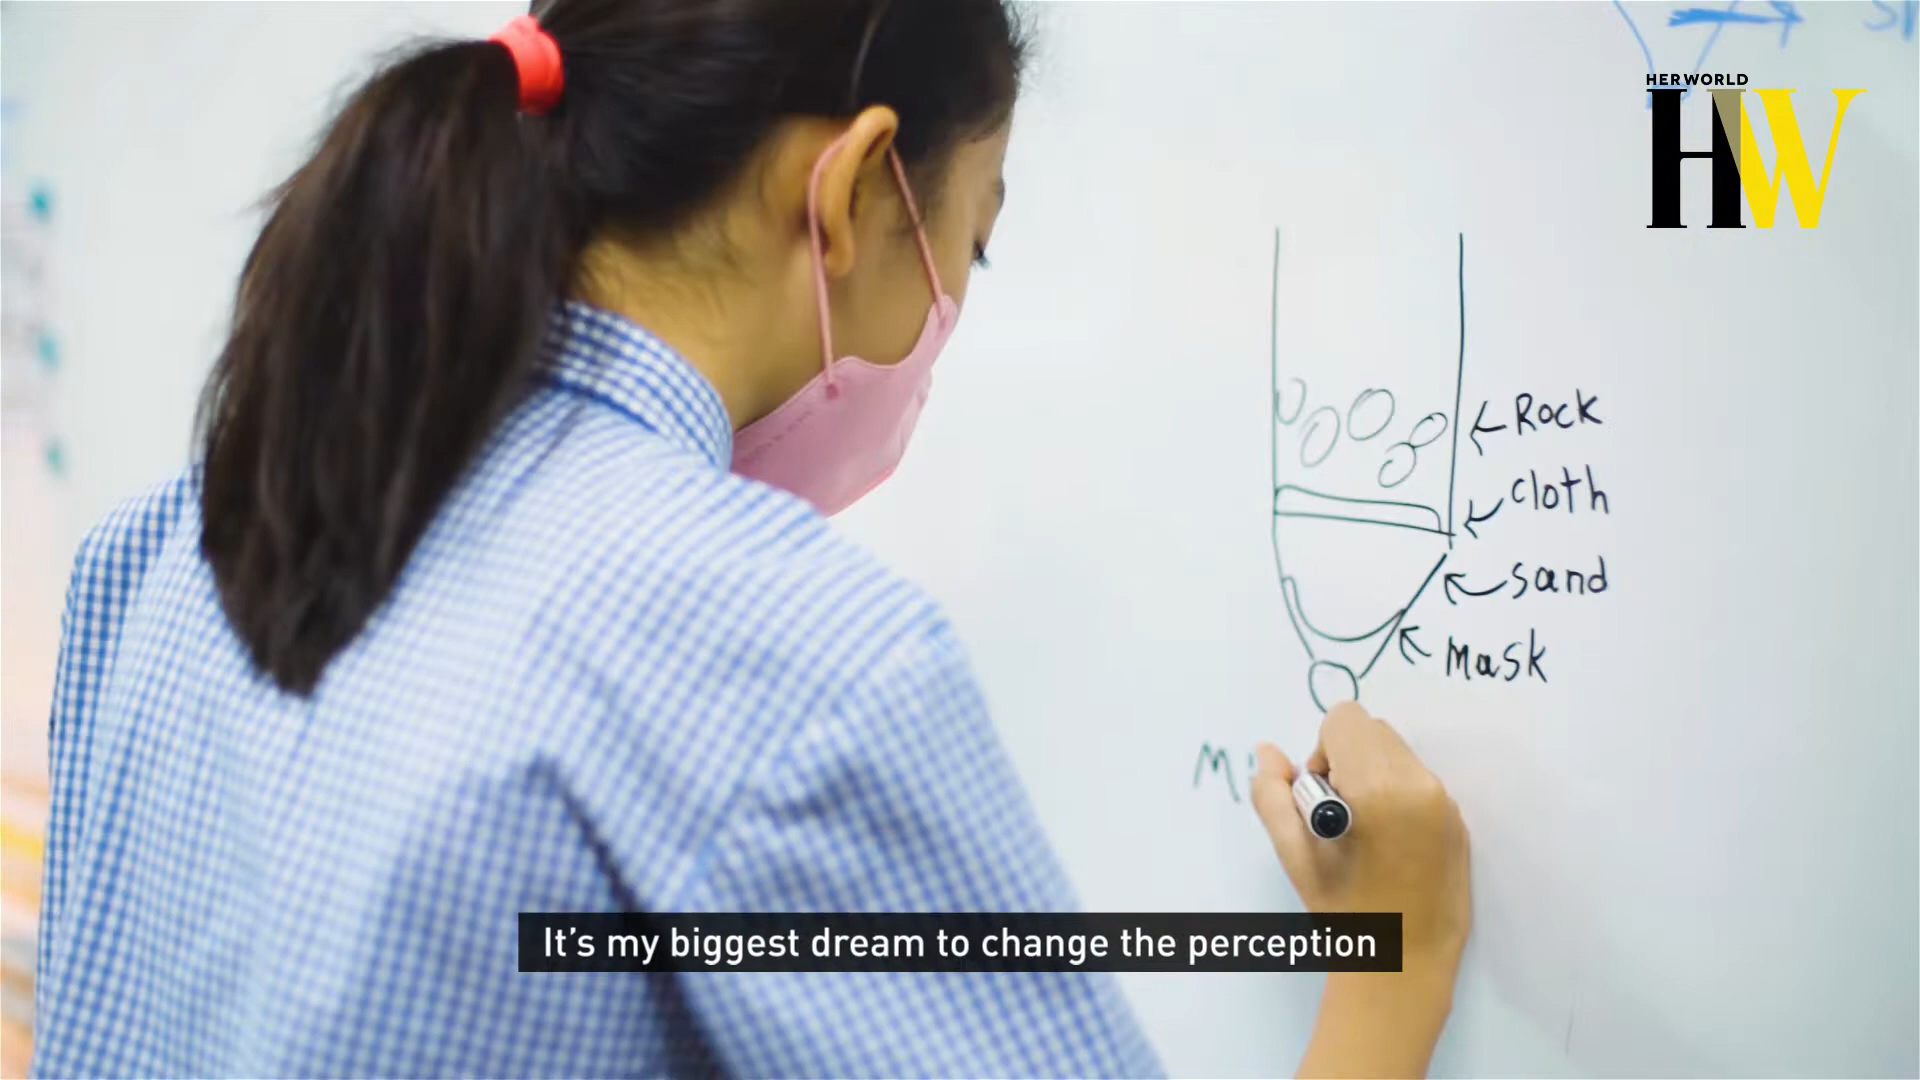 HERWORLD
HW
Rock
cloth
sand
Mask
It's my biggest dream to change the perception